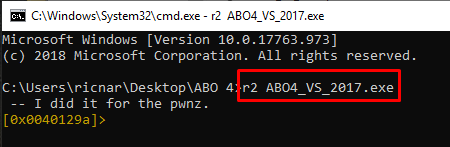 C:\Windows\System32\cmd.exe - r2 ABO4_VS_2017.exe
Microsoft Windows [Version 10.0.17763.973]
(c) 2018 Microsoft Corporation. All rights reserved.
C:\Users\ricnar\Desktop\ABO 4>r2 ABO4_VS_2017.exe
-- I did it for the pwnz.
[0x0040129a]>